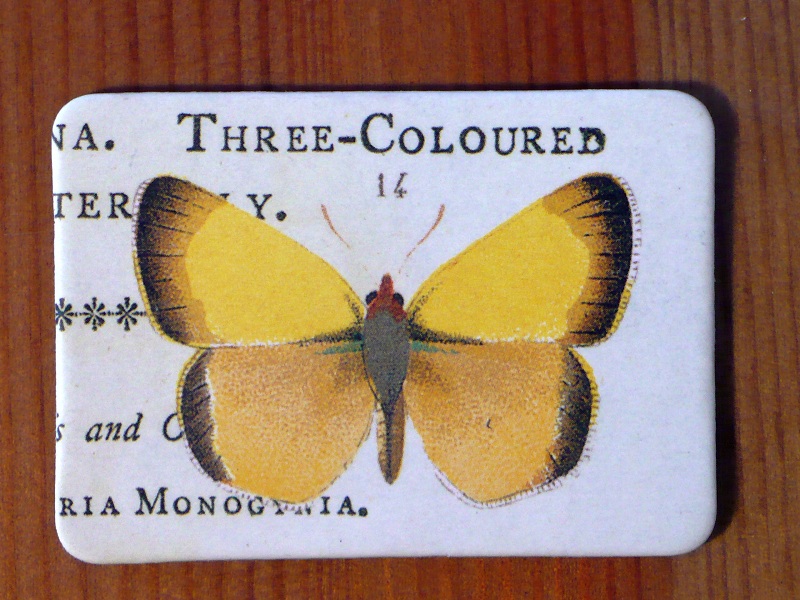 NA. THREE-COLOURED
14
TER LY.
***
s and C
RIA MONOGYNIA.